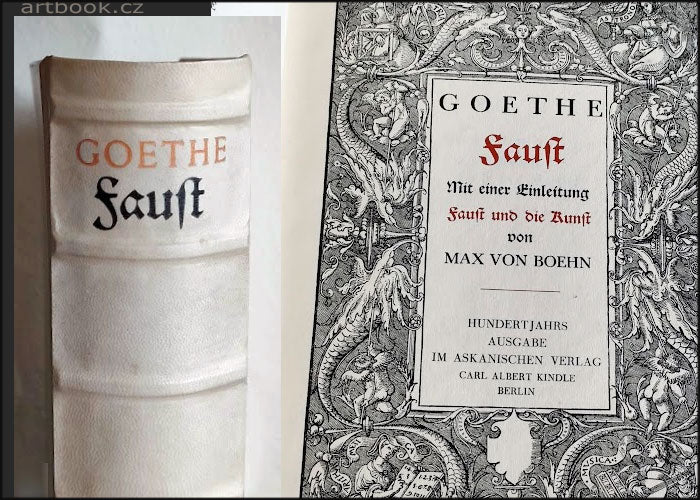 artbook.cz
GOETHE
Faust
GOETHE
Faust
Mit einer Einleitung
Faust und die Kunst
von
MAX VON BOEHN
HUNDERTJAHRS
AUSGABE
IM ASKANISCHEN VERLAG
CARL ALBERT KINDLE
BERLIN